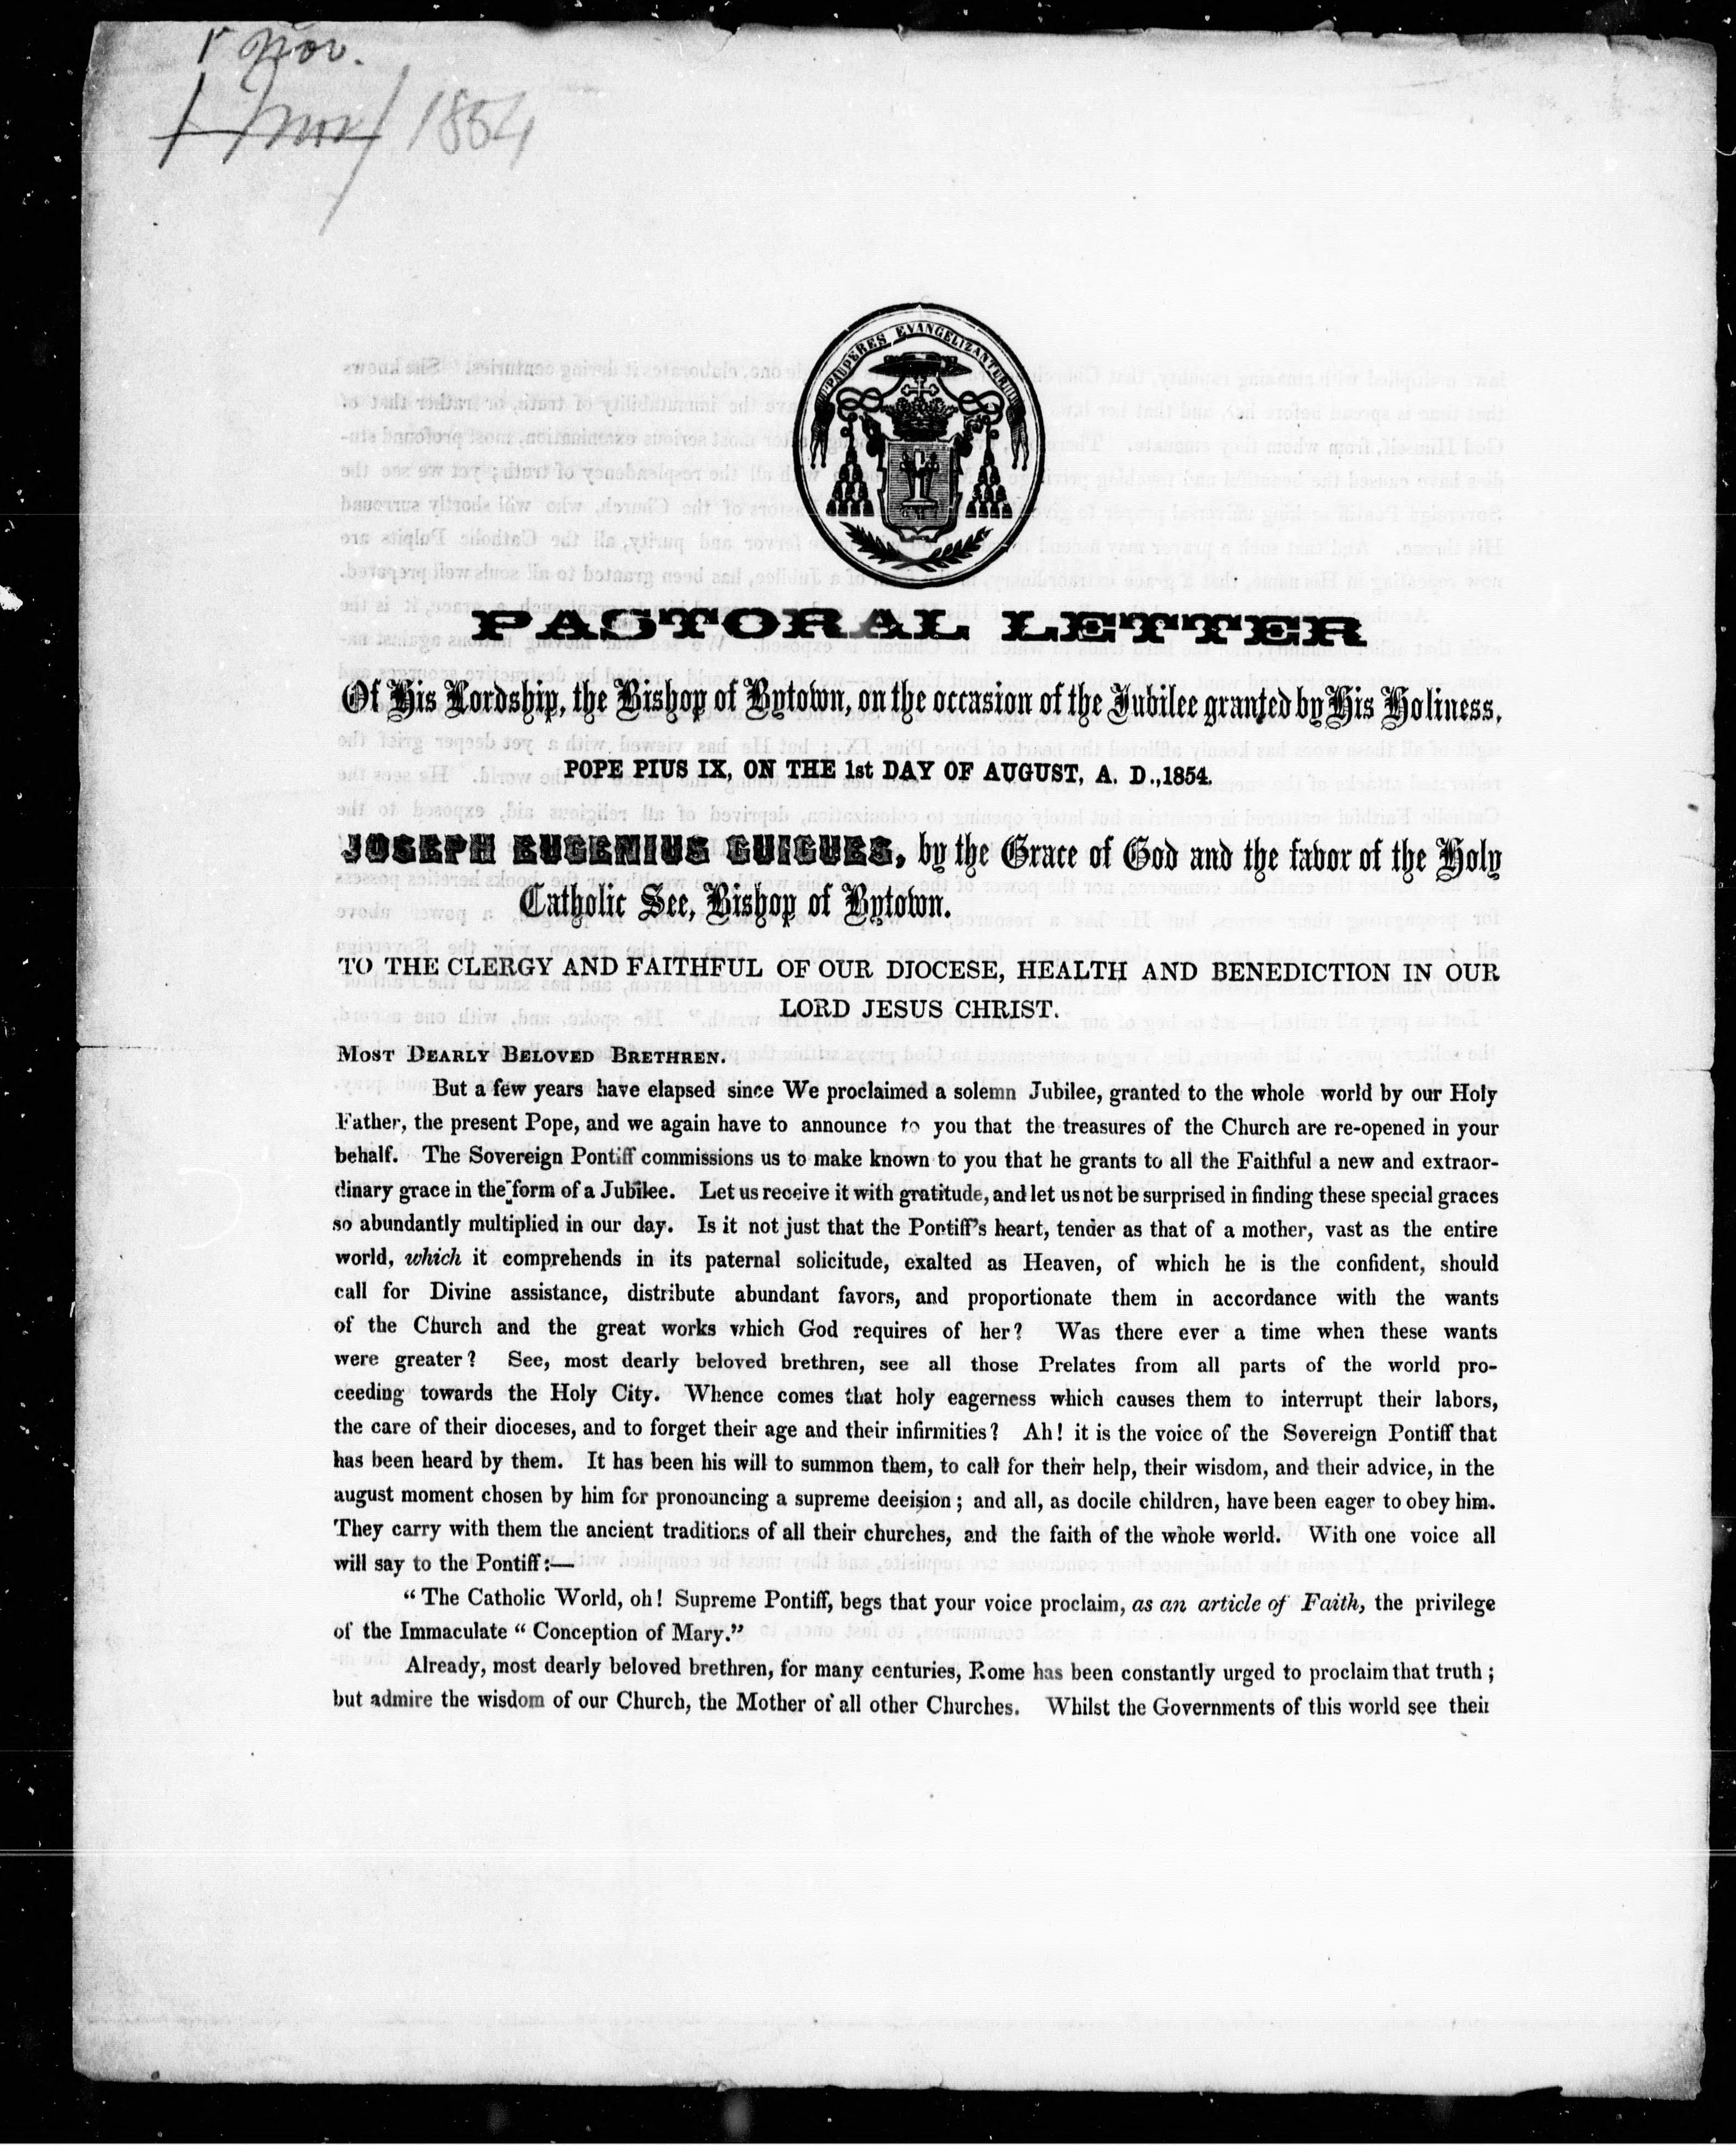 1r Nov.
1 Nov / 1854
PAUPERES EVANGELIZANTUR
PASTORAL LETTER
Of His Lordship, the Bishop of Bytown, on the occasion of the Jubilee granted by His Holiness,
POPE PIUS IX, ON THE 1st DAY OF AUGUST, A. D., 1854.
JOSEPH EUGENIUS GUIGUES, by the Grace of God and the favor of the Holy
Catholic See, Bishop of Bytown.
TO THE CLERGY AND FAITHFUL OF OUR DIOCESE, HEALTH AND BENEDICTION IN OUR
LORD JESUS CHRIST.
MOST DEARLY BELOVED BRETHREN.
But a few years have elapsed since We proclaimed a solemn Jubilee, granted to the whole world by our Holy
Father, the present Pope, and we again have to announce to you that the treasures of the Church are re-opened in your
behalf. The Sovereign Pontiff commissions us to make known to you that he grants to all the Faithful a new and extraor-
dinary grace in the form of a Jubilee. Let us receive it with gratitude, and let us not be surprised in finding these special graces
so abundantly multiplied in our day. Is it not just that the Pontiff's heart, tender as that of a mother, vast as the entire
world, which it comprehends in its paternal solicitude, exalted as Heaven, of which he is the confident, should
call for Divine assistance, distribute abundant favors, and proportionate them in accordance with the wants
of the Church and the great works which God requires of her? Was there ever a time when these wants
were greater? See, most dearly beloved brethren, see all those Prelates from all parts of the world pro-
ceeding towards the Holy City. Whence comes that holy eagerness which causes them to interrupt their labors,
the care of their dioceses, and to forget their age and their infirmities? Ah! it is the voice of the Sovereign Pontiff that
has been heard by them. It has been his will to summon them, to call for their help, their wisdom, and their advice, in the
august moment chosen by him for pronouncing a supreme decision; and all, as docile children, have been eager to obey him.
They carry with them the ancient traditions of all their churches, and the faith of the whole world. With one voice all
will say to the Pontiff:—
"The Catholic World, oh! Supreme Pontiff, begs that your voice proclaim, as an article of Faith, the privilege
of the Immaculate "Conception of Mary."
Already, most dearly beloved brethren, for many centuries, Rome has been constantly urged to proclaim that truth;
but admire the wisdom of our Church, the Mother of all other Churches. Whilst the Governments of this world see their